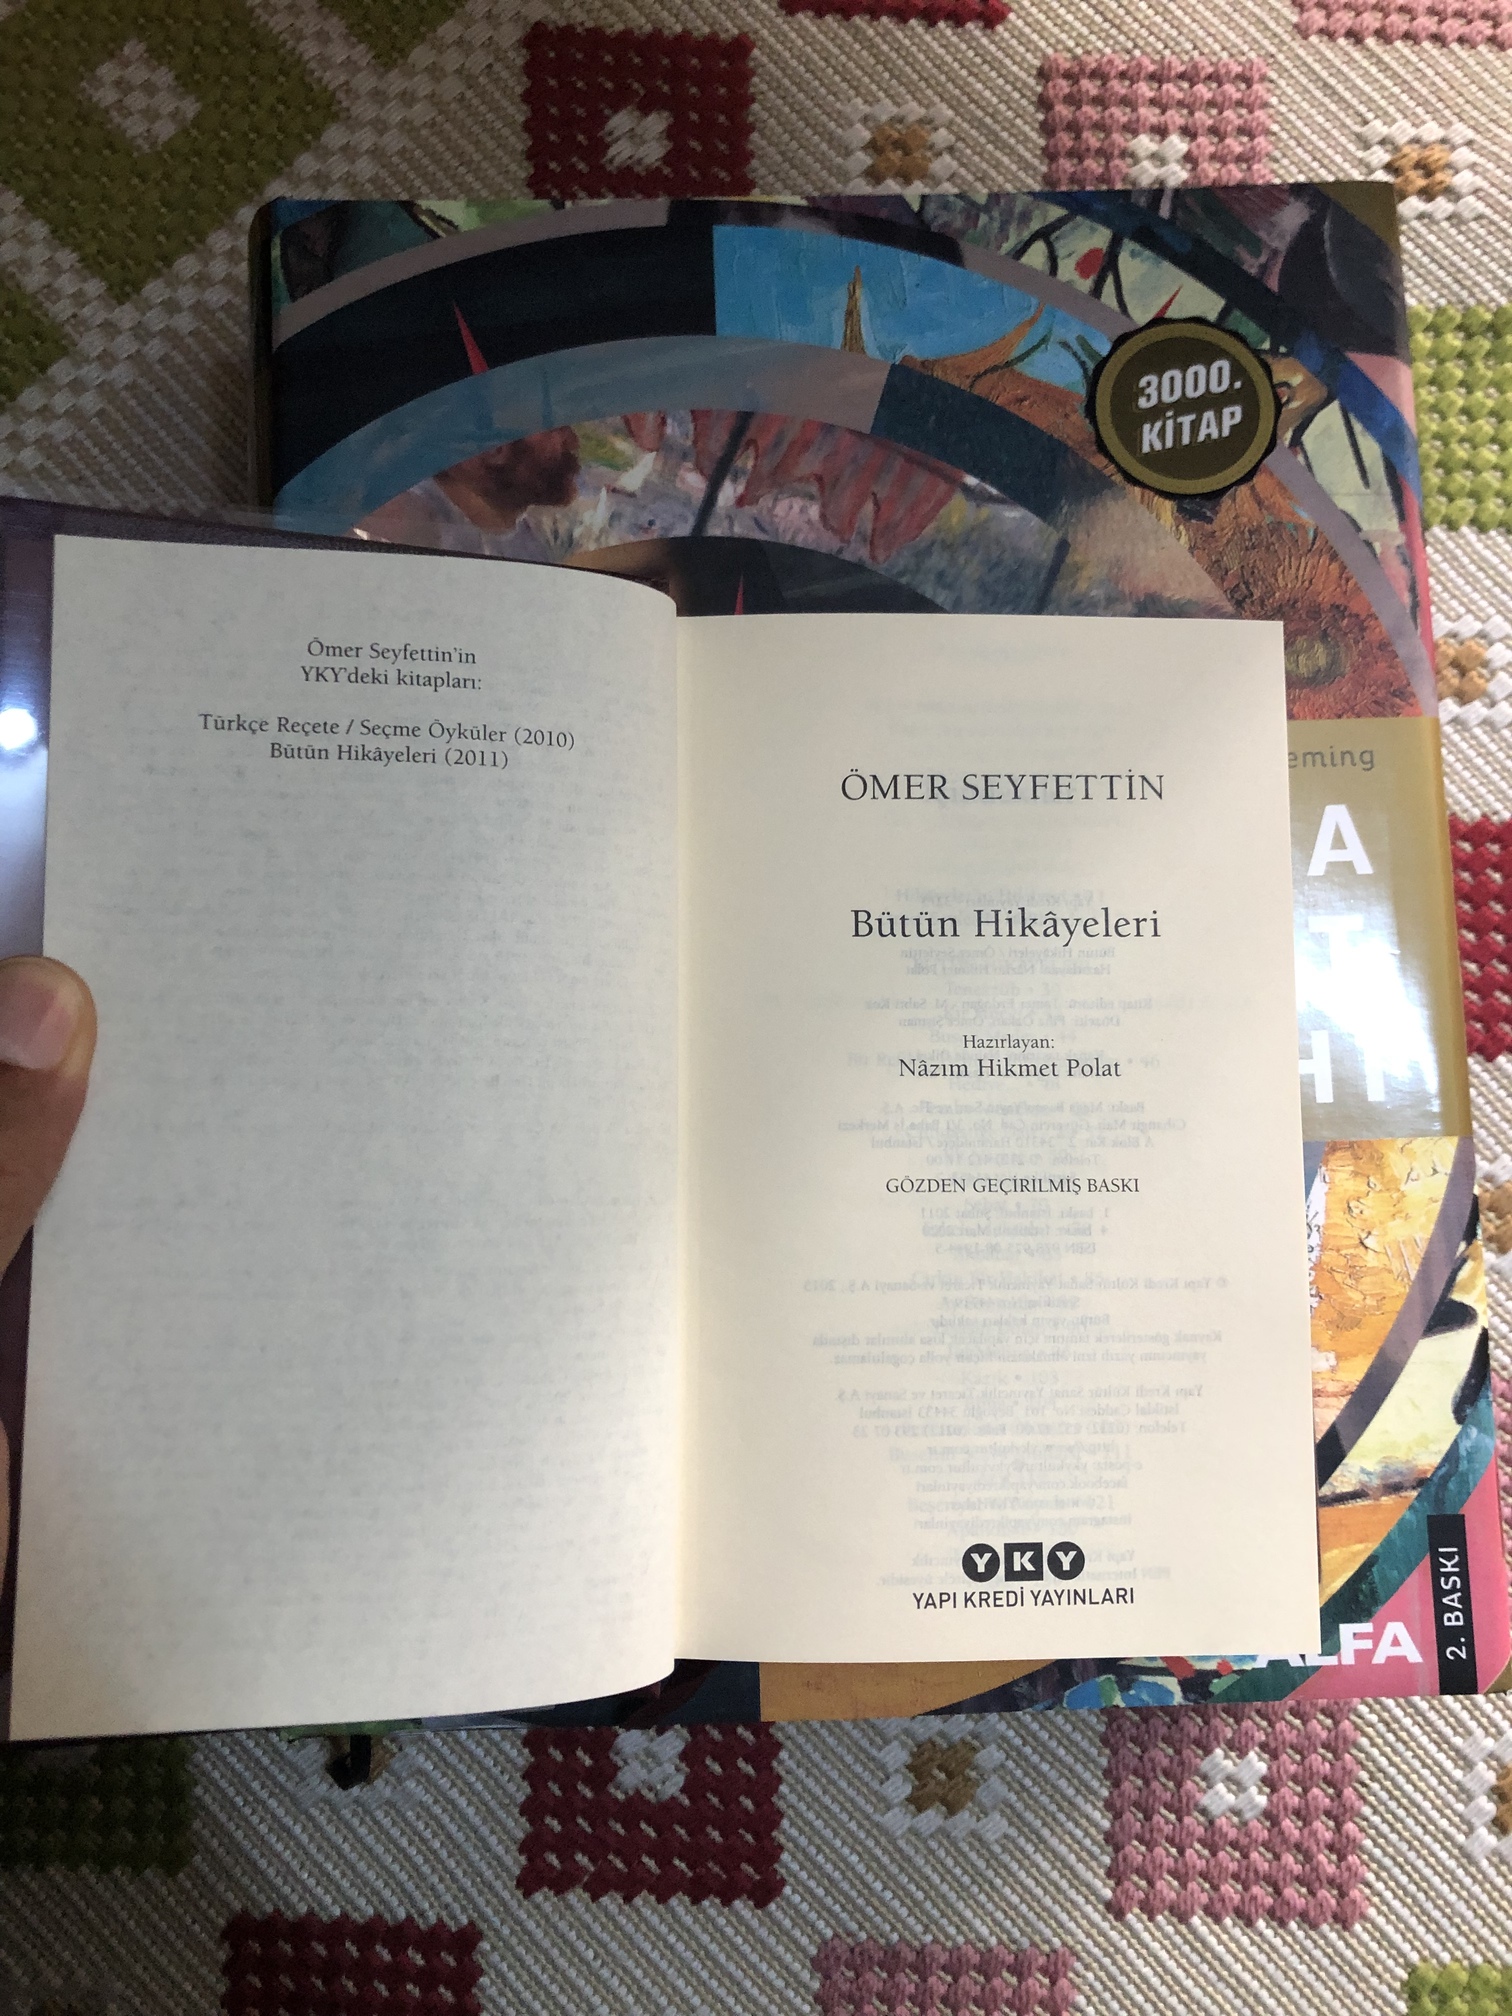 3000.
KİTAP
eming
A
T
H İ
ALFA
2. BASKI
Ömer Seyfettin'in
YKY'deki kitapları:
Türkçe Reçete / Seçme Öyküler (2010)
Bütün Hikâyeleri (2011)
ÖMER SEYFETTİN
Bütün Hikâyeleri
Hazırlayan:
Nâzım Hikmet Polat
GÖZDEN GEÇİRİLMİŞ BASKI
YKY
YAPI KREDİ YAYINLARI